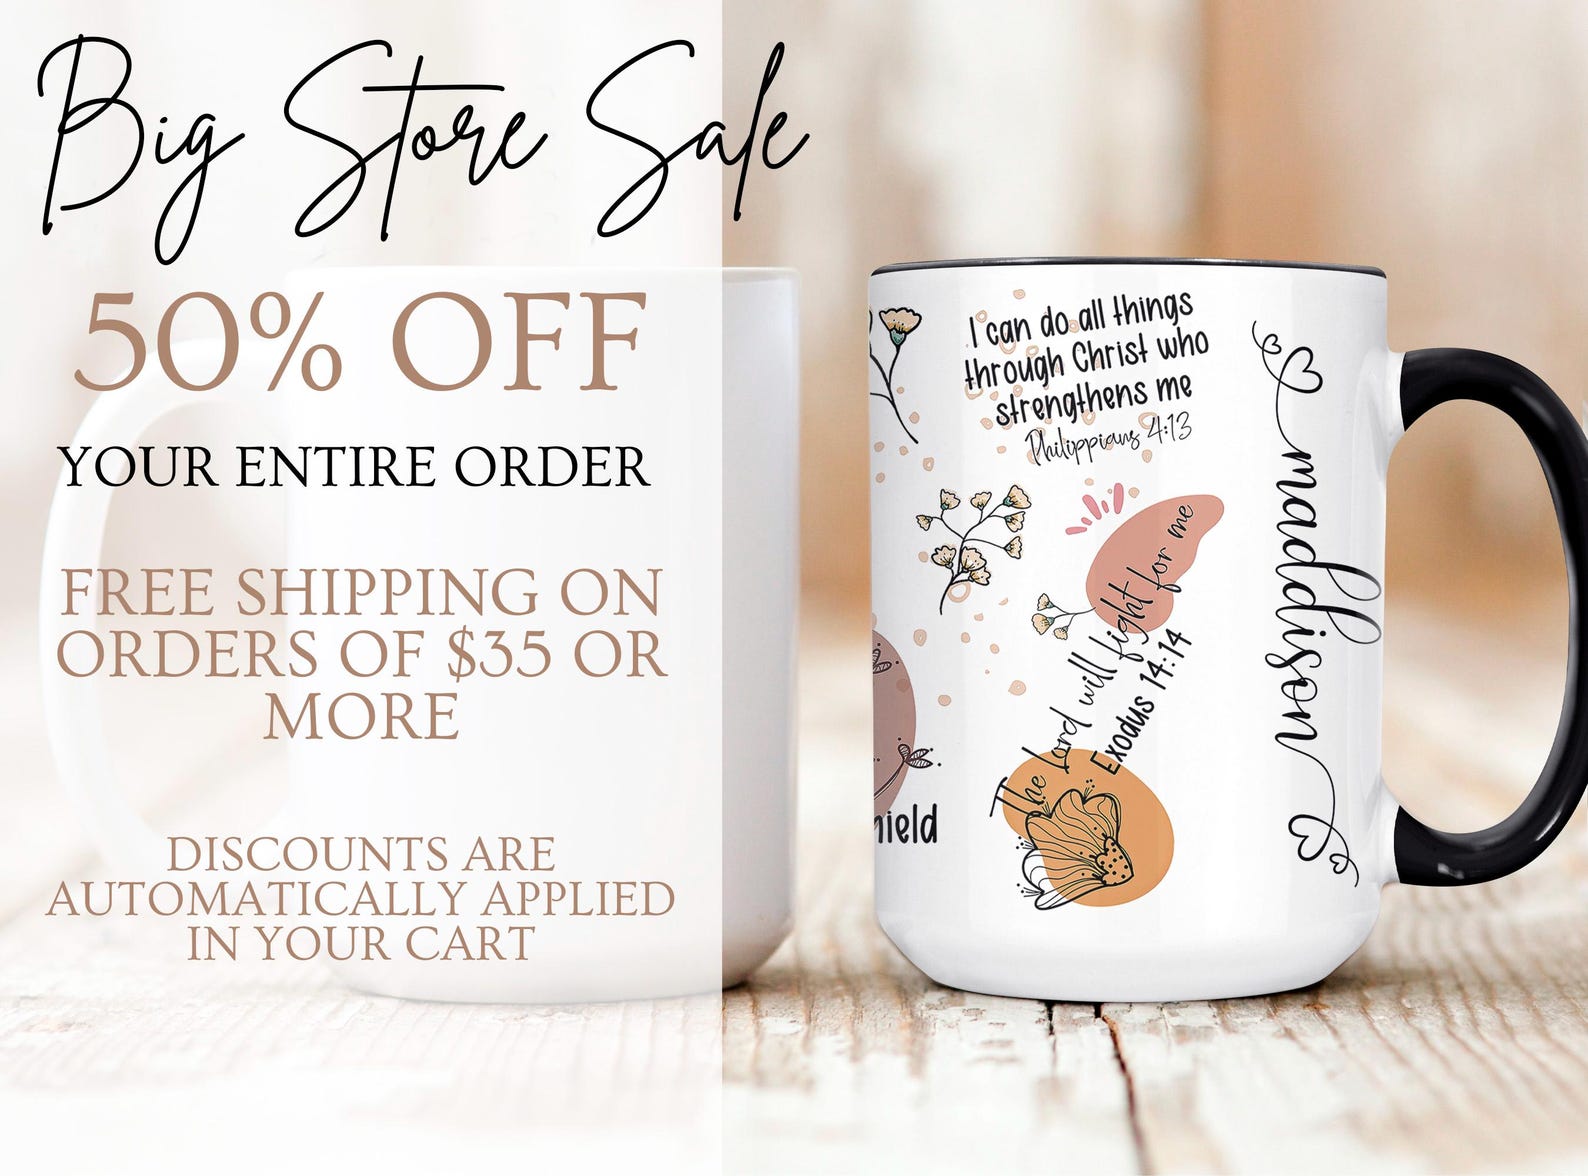 Big Store Sale
50% OFF
YOUR ENTIRE ORDER
FREE SHIPPING ON
ORDERS OF $35 OR
MORE
DISCOUNTS ARE
AUTOMATICALLY APPLIED
IN YOUR CART
I can do all things
through Christ who
strengthens me
Philippians 4:13
The Lord will fight for me
Exodus 14:14
madдison